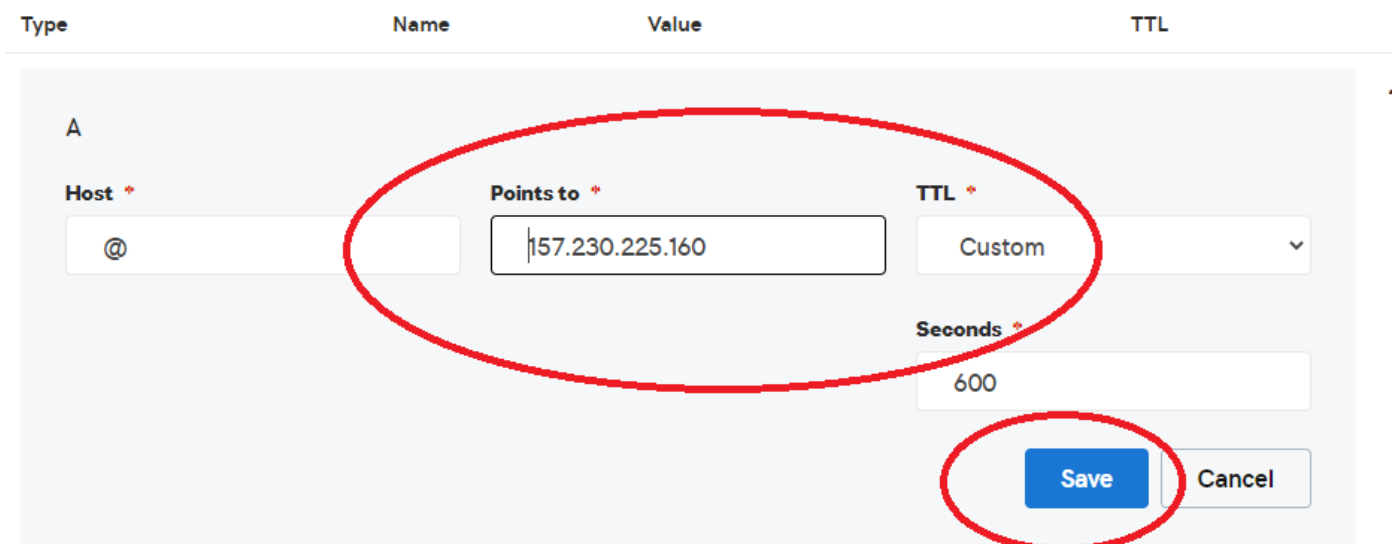 Type Name Value TTL
A
Host * Points to * TTL *
@ 157.230.225.160 Custom
Seconds *
600
Save Cancel